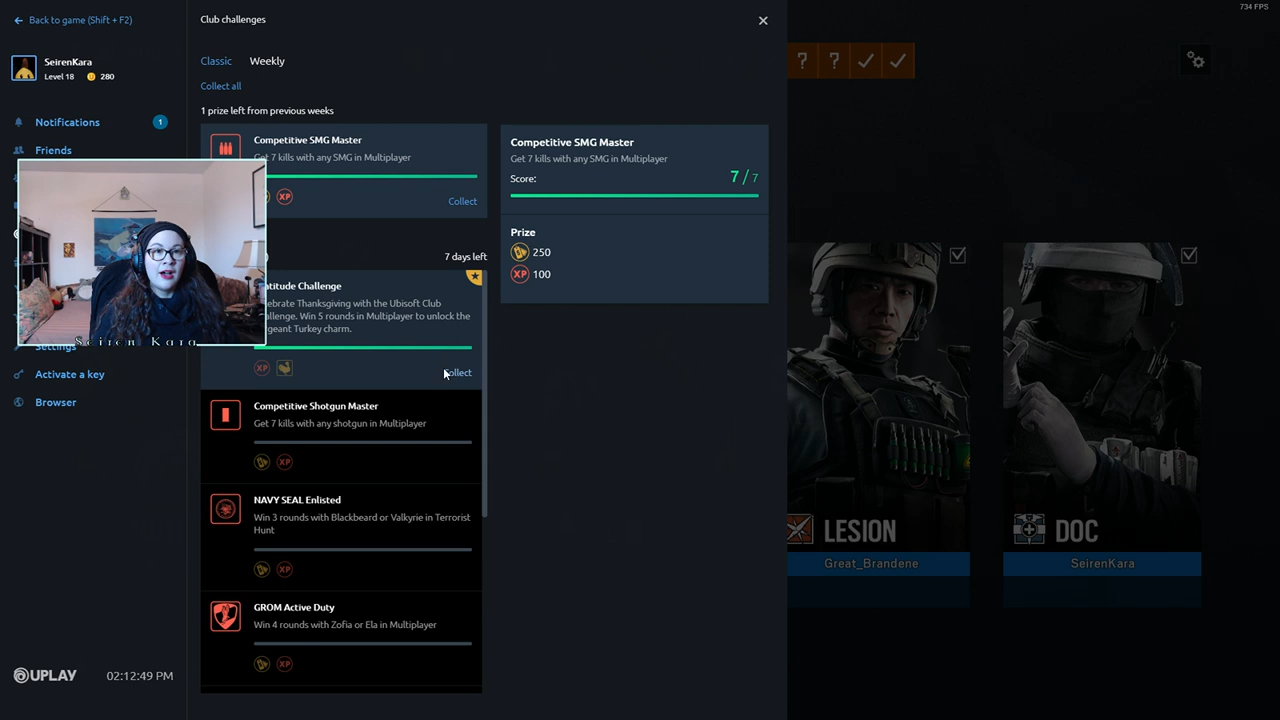 734 FPS
Back to game (Shift + F2)
Club challenges
SeirenKara
Level 18
280
Classic
Weekly
Collect all
1 prize left from previous weeks
Notifications
1
Friends
Competitive SMG Master
Get 7 kills with any SMG in Multiplayer
XP
Collect
Competitive SMG Master
Get 7 kills with any SMG in Multiplayer
Score:
7 / 7
Prize
250
XP 100
7 days left
Challenge
Thanksgiving with the Ubisoft Club
Win 5 rounds in Multiplayer to unlock the
Turkey charm.
XP
Seiren Kara
Settings
Activate a key
Browser
Competitive Shotgun Master
Get 7 kills with any shotgun in Multiplayer
XP
NAVY SEAL Enlisted
Win 3 rounds with Blackbeard or Valkyrie in Terrorist
Hunt
XP
GROM Active Duty
Win 4 rounds with Zofia or Ela in Multiplayer
XP
LESION
Great_Brandene
DOC
SeirenKara
UPLAY
02:12:49 PM